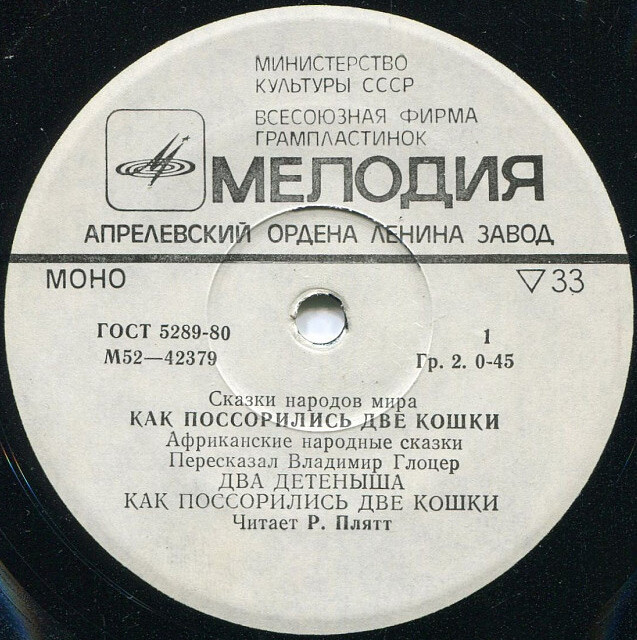 МИНИСТЕРСТВО
КУЛЬТУРЫ СССР
ВСЕСОЮЗНАЯ ФИРМА
ГРАМПЛАСТИНОК
МЕЛОДИЯ
АПРЕЛЕВСКИЙ ОРДЕНА ЛЕНИНА ЗАВОД
МОНО ▽33
ГОСТ 5289-80 1
М52—42379 Гр. 2. 0-45
Сказки народов мира
КАК ПОССОРИЛИСЬ ДВЕ КОШКИ
Африканские народные сказки
Пересказал Владимир Глоцер
ДВА ДЕТЕНЫША
КАК ПОССОРИЛИСЬ ДВЕ КОШКИ
Читает Р. Плятт